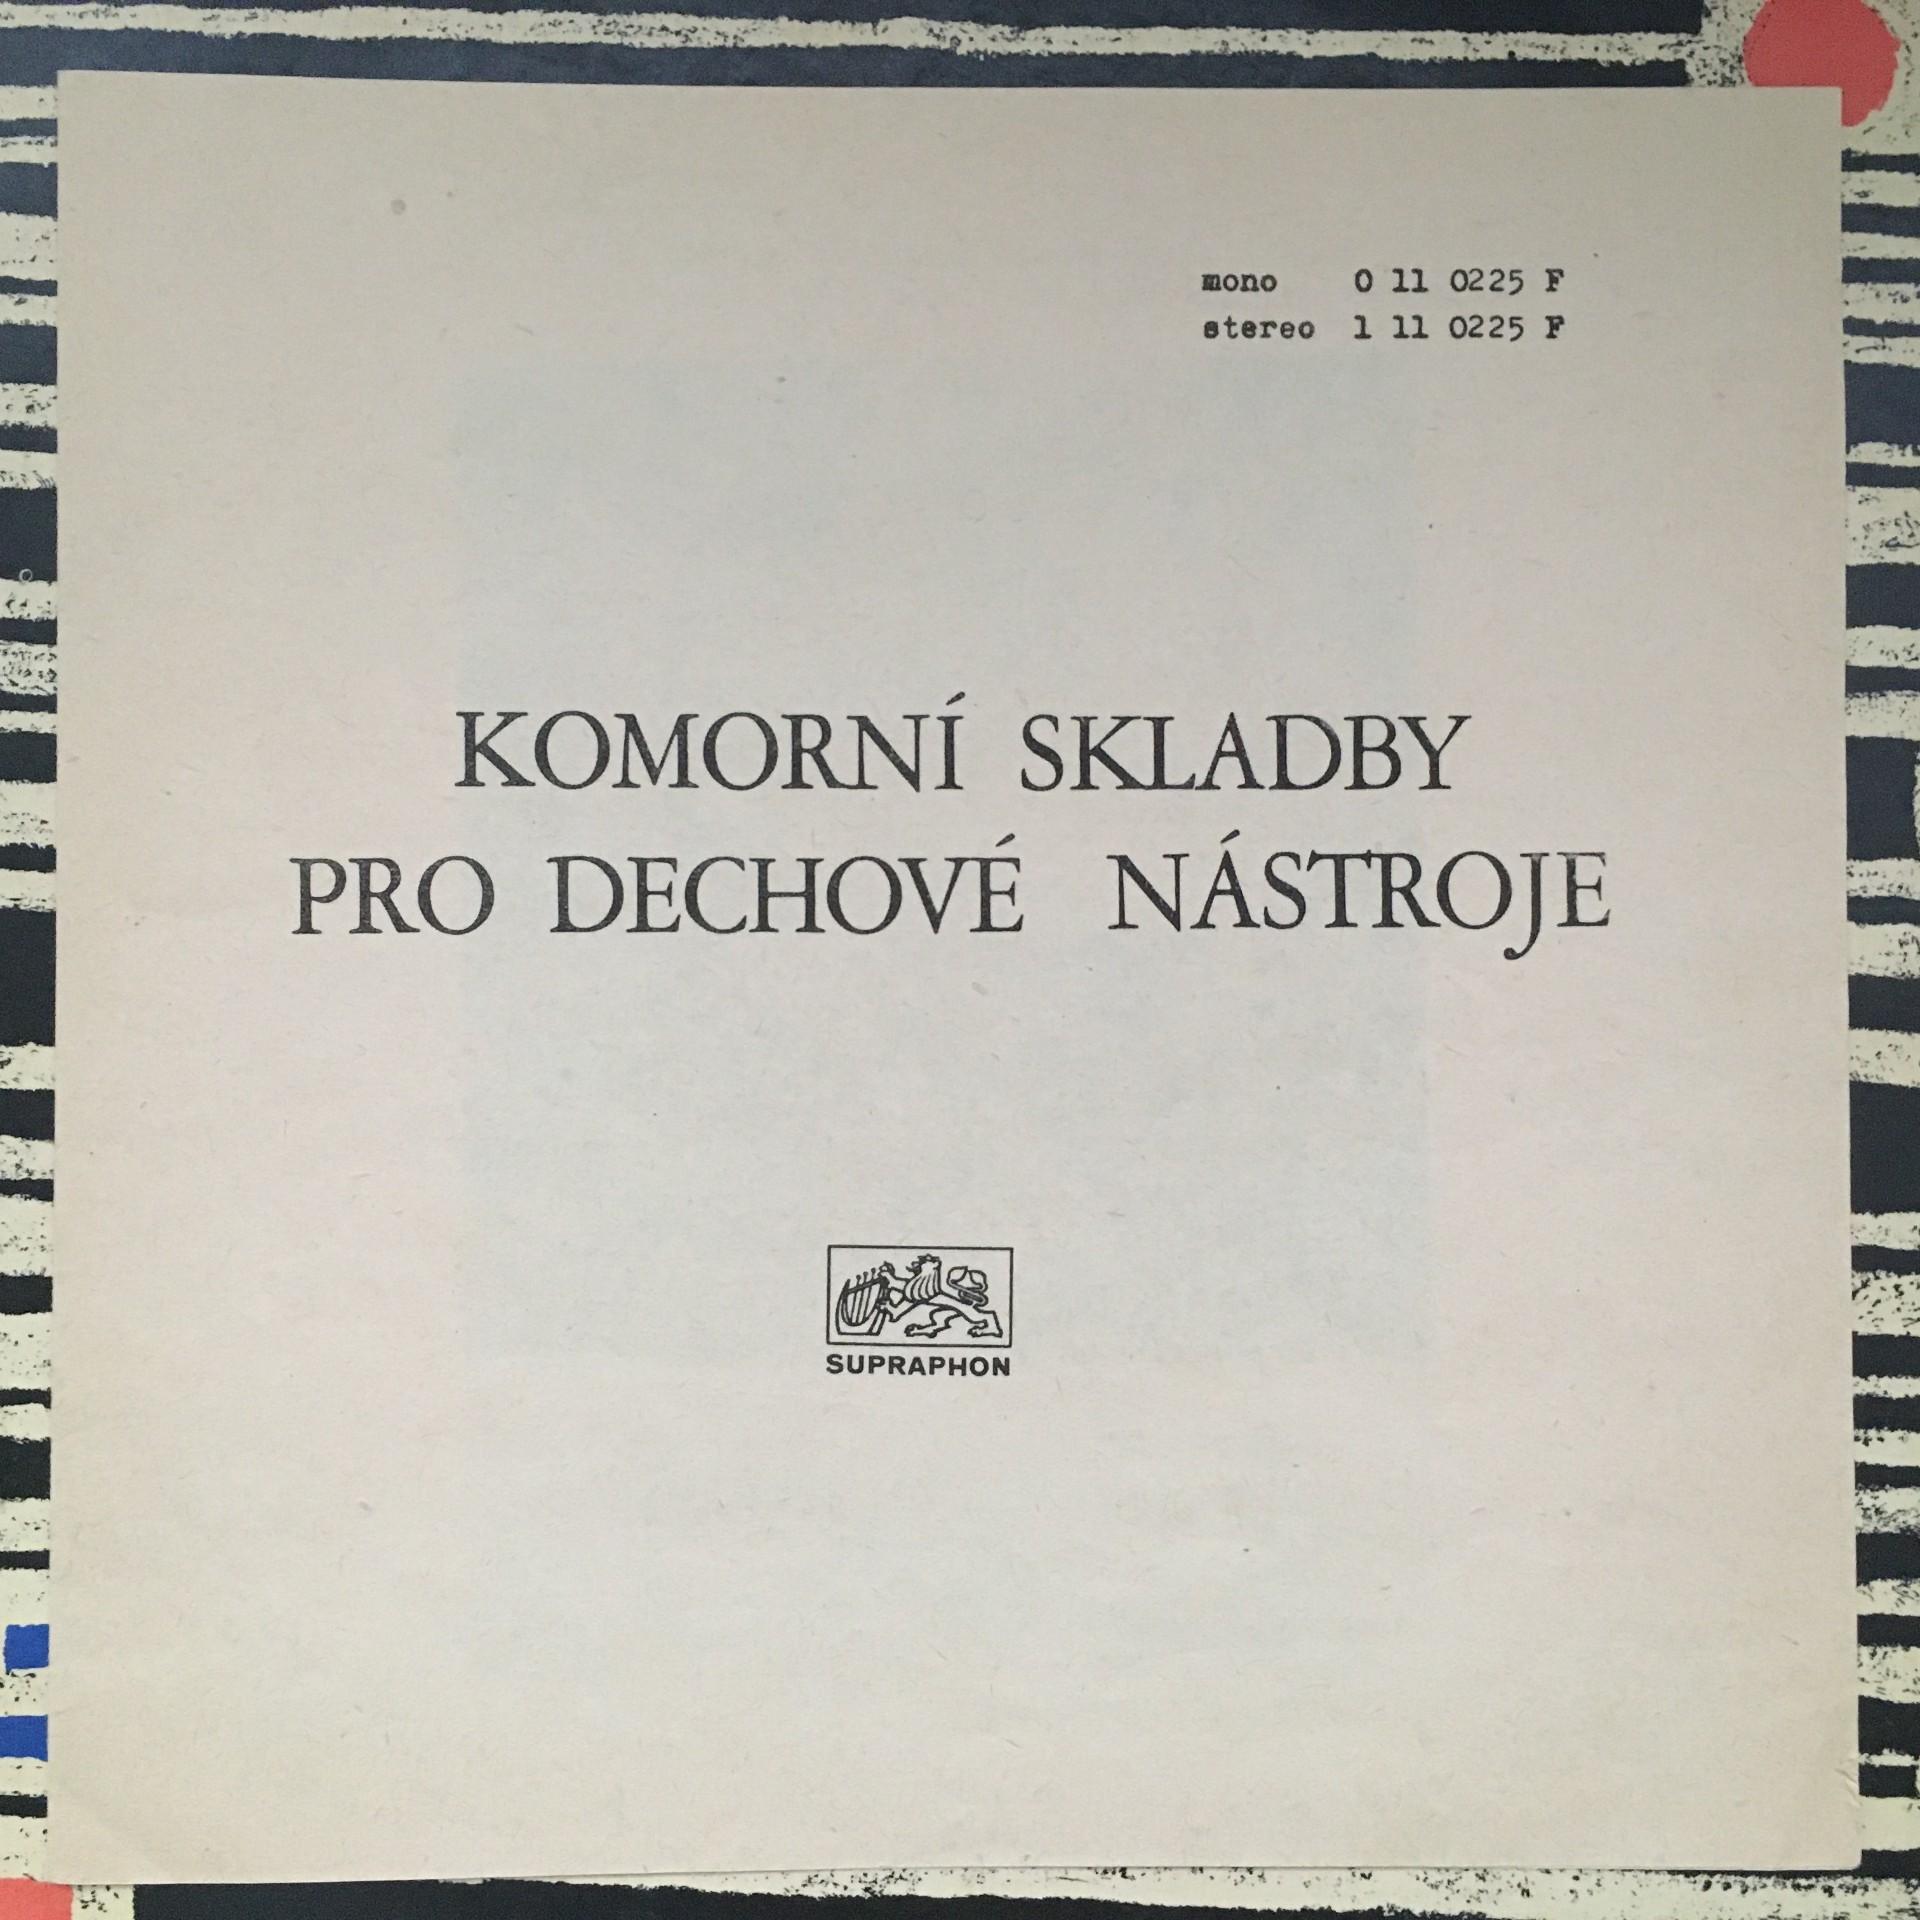 mono 0 11 0225 F
stereo 1 11 0225 F
KOMORNÍ SKLADBY
PRO DECHOVÉ NÁSTROJE
SUPRAPHON